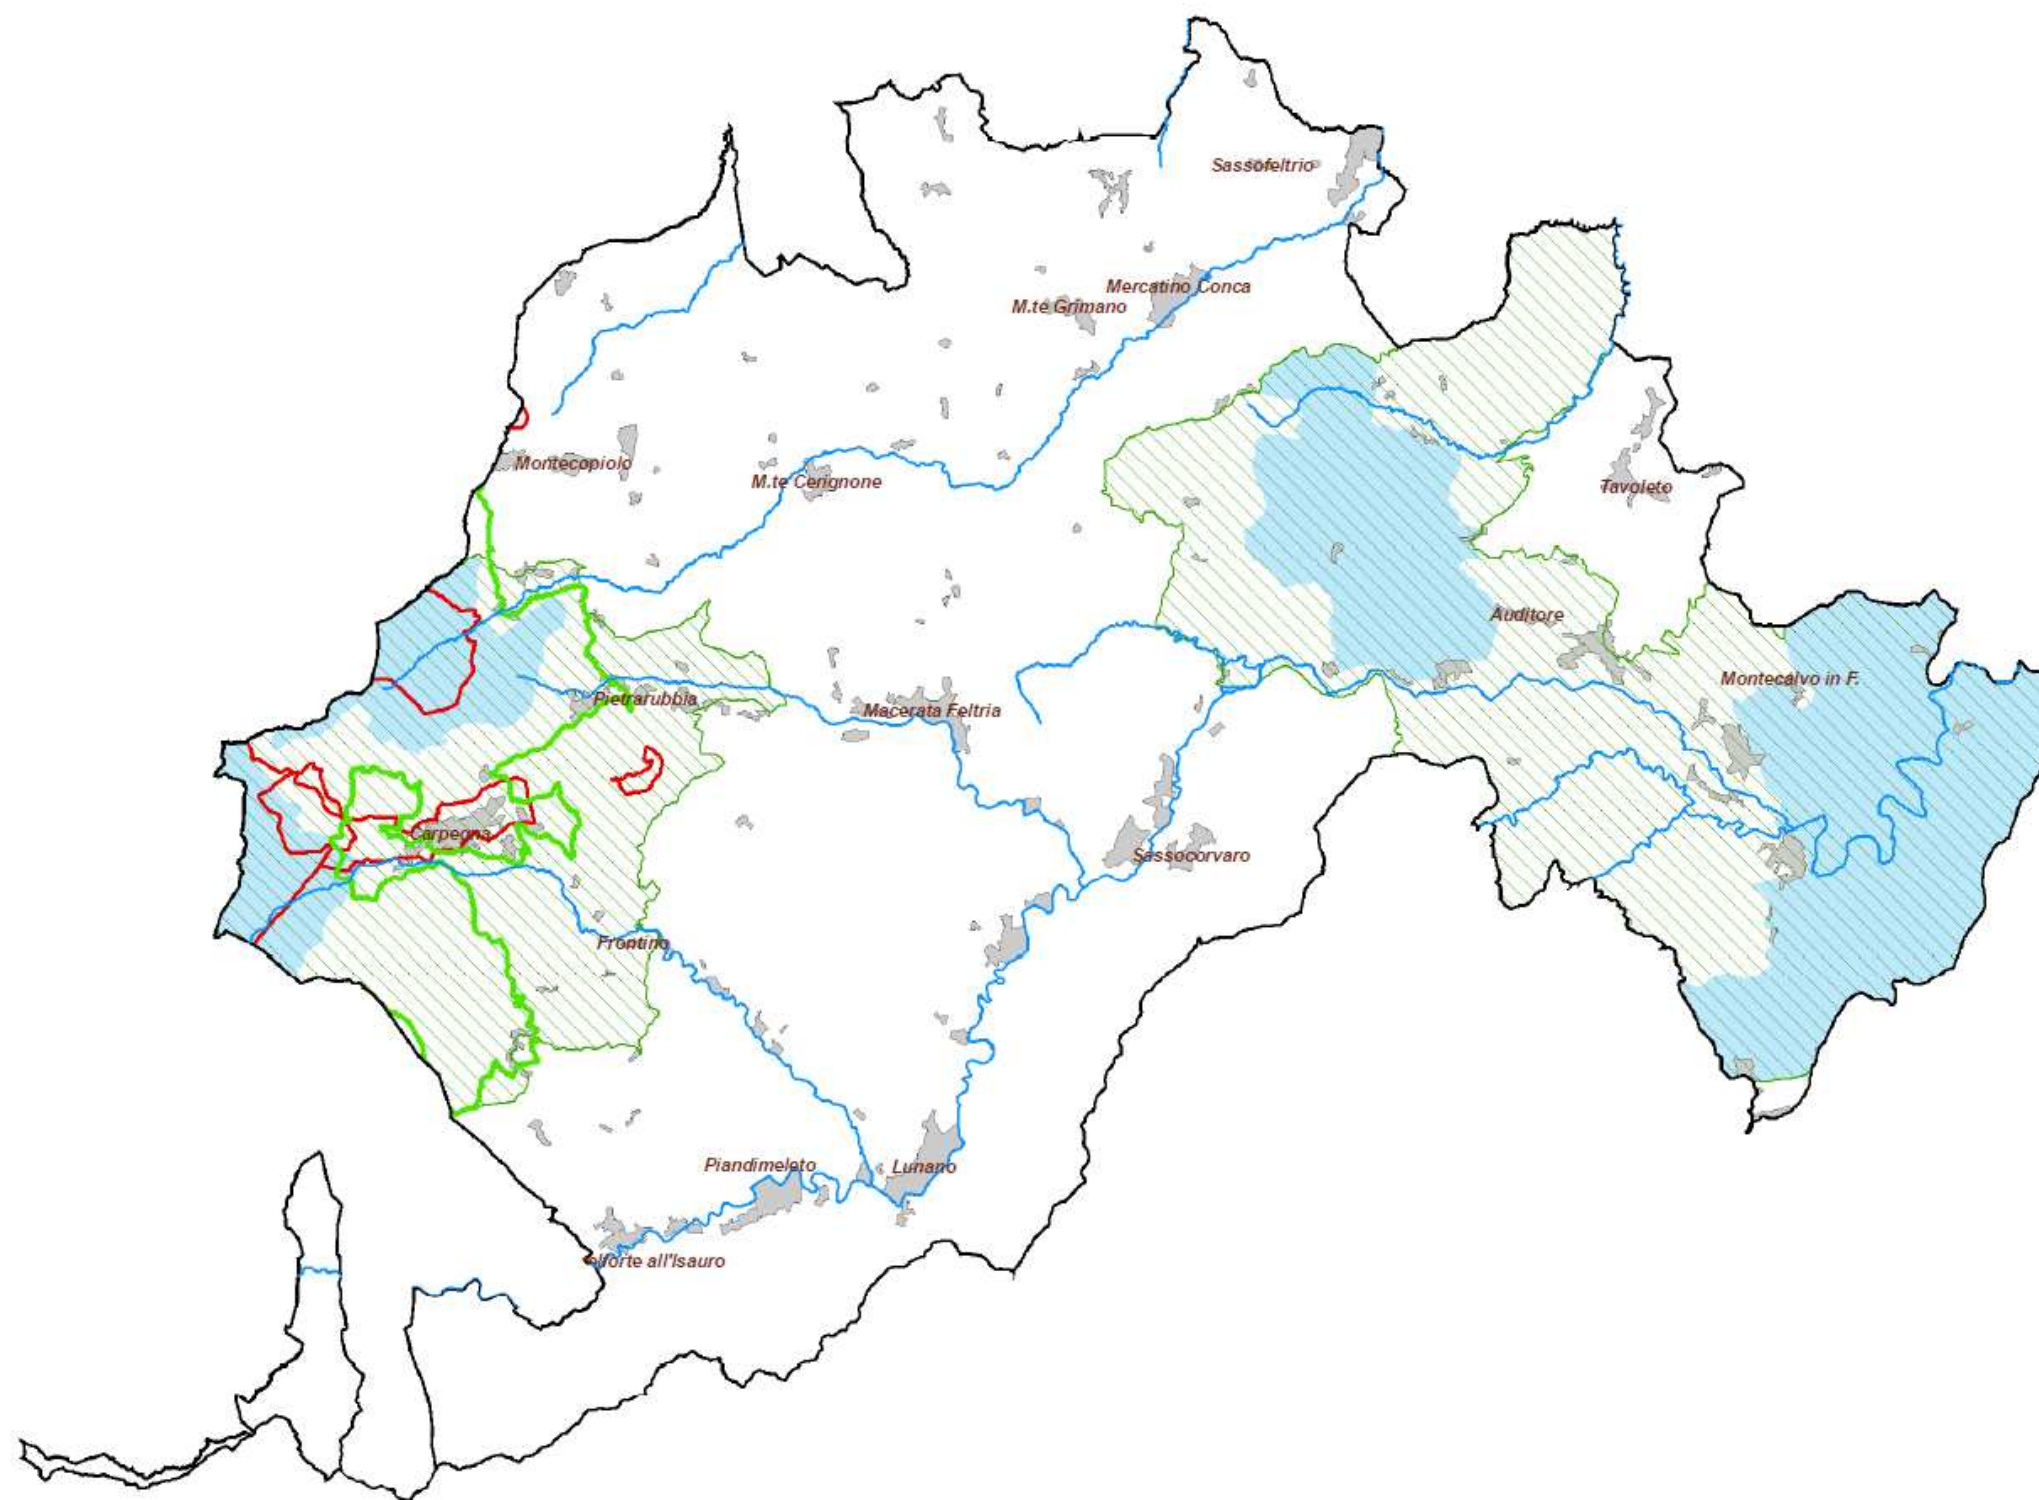 Sassofeltrio
Mercatino Conca
M.te Grimano
Montecopiolo
M.te Cerignone
Tavoleto
Auditore
Montecalvo in F.
Pietrarubbia
Macerata Feltria
Carpegna
Sassocorvaro
Frontino
Piandimeleto
Lunano
elforte all'Isauro